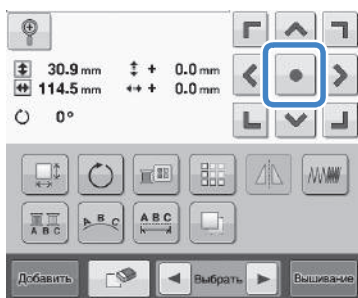 30.9 mm + 0.0 mm
114.5 mm + 0.0 mm
0°
A B C A B C A B C
Добавить Выбрать Вышивание